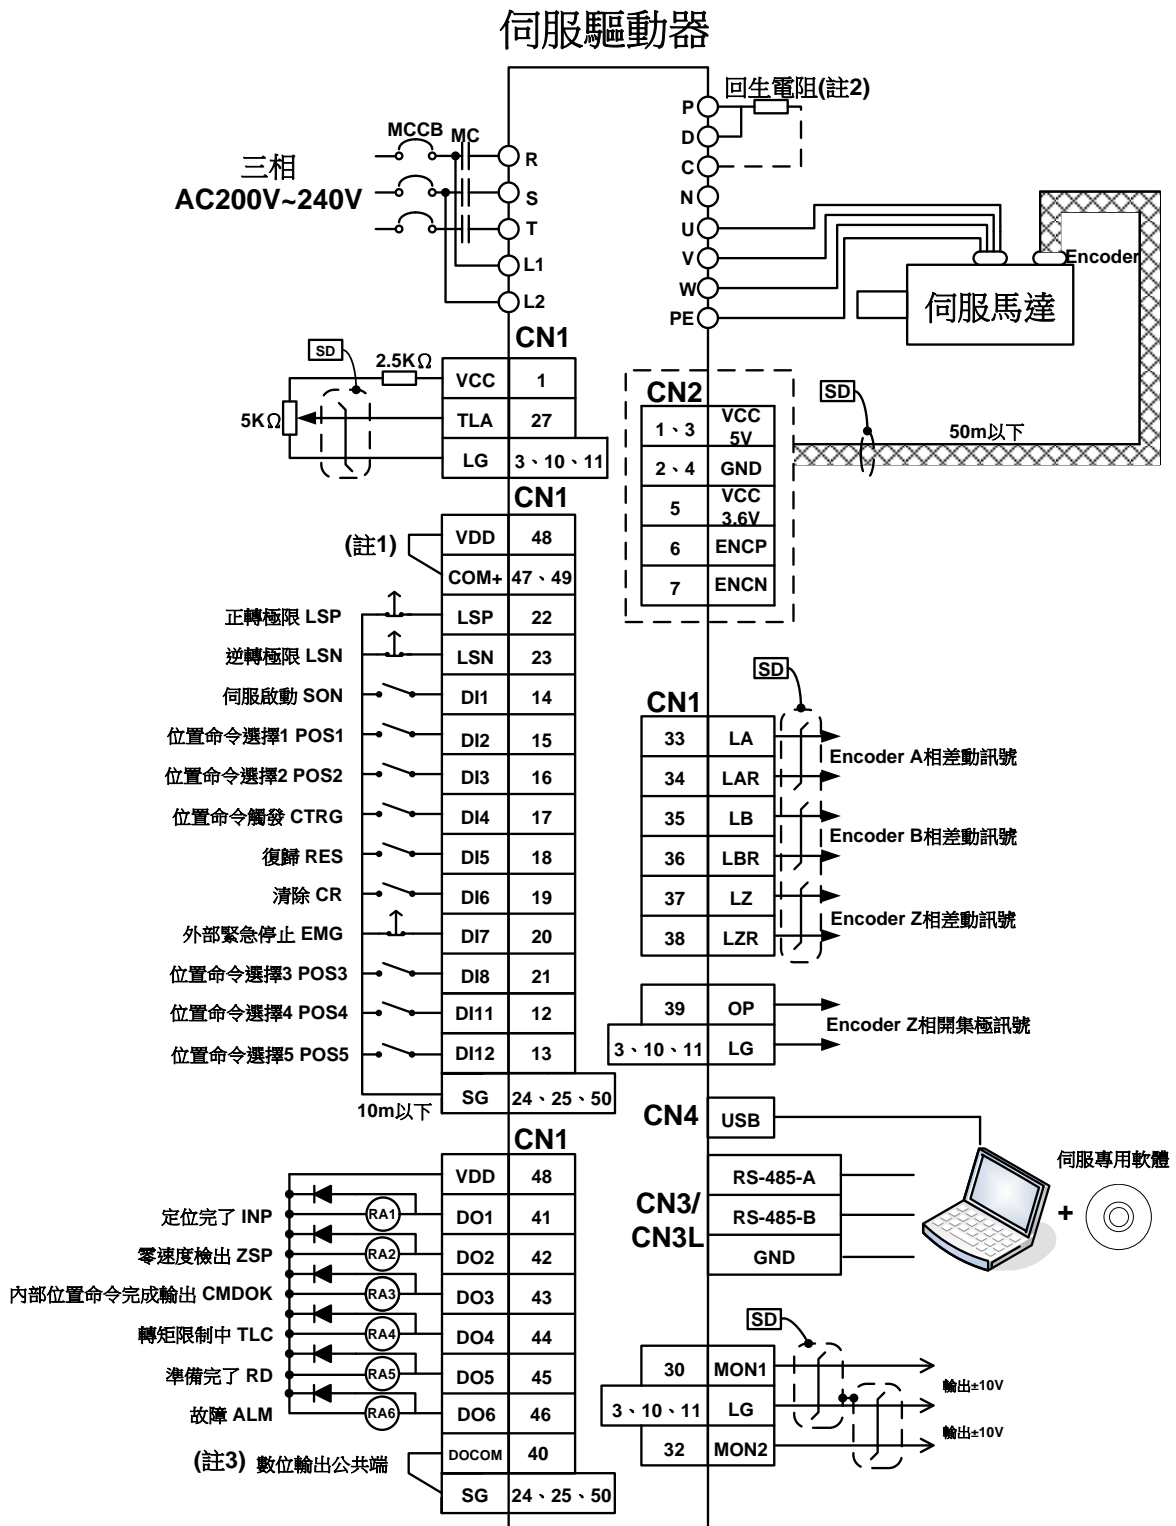 伺服驅動器
回生電阻(註2)
P
D
C
N
U
V
W
PE
MCCB
MC
三相
AC200V~240V
R
S
T
L1
L2
Encoder
伺服馬達
CN1
SD
2.5KΩ
5KΩ
VCC 1
TLA 27
LG 3、10、11
CN2
1、3 VCC 5V
2、4 GND
5 VCC 3.6V
6 ENCP
7 ENCN
SD
50m以下
CN1
(註1)
VDD 48
COM+ 47、49
正轉極限 LSP LSP 22
逆轉極限 LSN LSN 23
伺服啟動 SON DI1 14
位置命令選擇1 POS1 DI2 15
位置命令選擇2 POS2 DI3 16
位置命令觸發 CTRG DI4 17
復歸 RES DI5 18
清除 CR DI6 19
外部緊急停止 EMG DI7 20
位置命令選擇3 POS3 DI8 21
位置命令選擇4 POS4 DI11 12
位置命令選擇5 POS5 DI12 13
10m以下 SG 24、25、50
SD
CN1
33 LA
34 LAR
Encoder A相差動訊號
35 LB
36 LBR
Encoder B相差動訊號
37 LZ
38 LZR
Encoder Z相差動訊號
39 OP
3、10、11 LG
Encoder Z相開集極訊號
CN4 USB
CN3/
CN3L
RS-485-A
RS-485-B
GND
伺服專用軟體
+
CN1
VDD 48
定位完了 INP RA1 DO1 41
零速度檢出 ZSP RA2 DO2 42
內部位置命令完成輸出 CMDOK RA3 DO3 43
轉矩限制中 TLC RA4 DO4 44
準備完了 RD RA5 DO5 45
故障 ALM RA6 DO6 46
(註3) 數位輸出公共端 DOCOM 40
SG 24、25、50
SD
30 MON1
輸出±10V
3、10、11 LG
輸出±10V
32 MON2